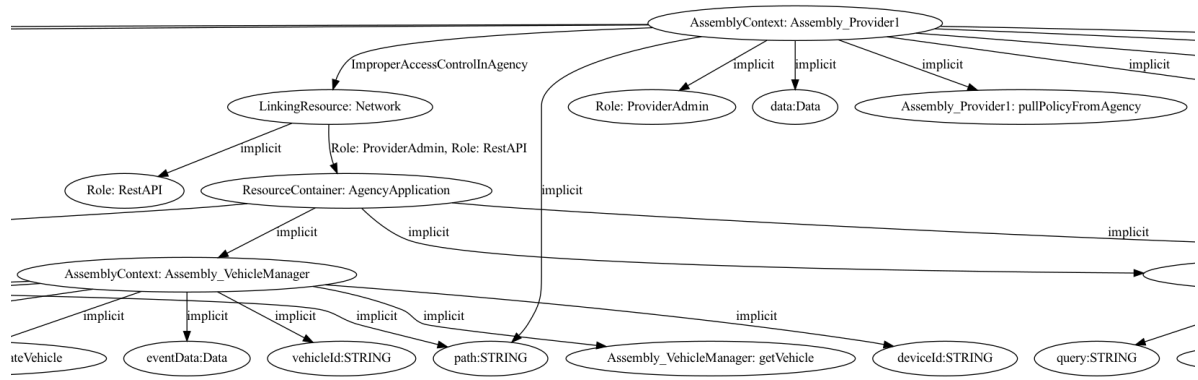 AssemblyContext: Assembly_Provider1
ImproperAccessControlInAgency
implicit
implicit
implicit
implicit
LinkingResource: Network
Role: ProviderAdmin
data:Data
Assembly_Provider1: pullPolicyFromAgency
implicit
Role: ProviderAdmin, Role: RestAPI
Role: RestAPI
ResourceContainer: AgencyApplication
implicit
implicit
implicit
implicit
AssemblyContext: Assembly_VehicleManager
implicit
implicit
implicit
implicit
implicit
implicit
implicit
ateVehicle
eventData:Data
vehicleId:STRING
path:STRING
Assembly_VehicleManager: getVehicle
deviceId:STRING
query:STRING